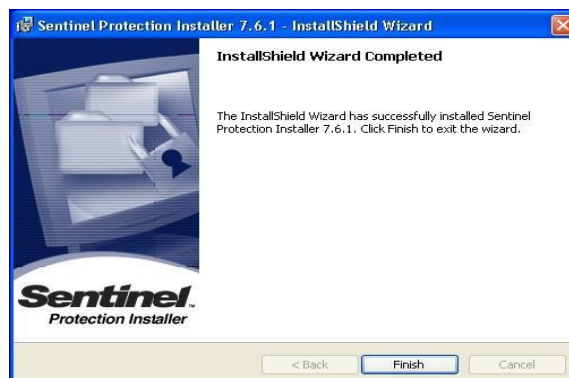 Sentinel Protection Installer 7.6.1 - InstallShield Wizard
InstallShield Wizard Completed
The InstallShield Wizard has successfully installed Sentinel
Protection Installer 7.6.1. Click Finish to exit the wizard.
Sentinel.
Protection Installer
< Back
Finish
Cancel